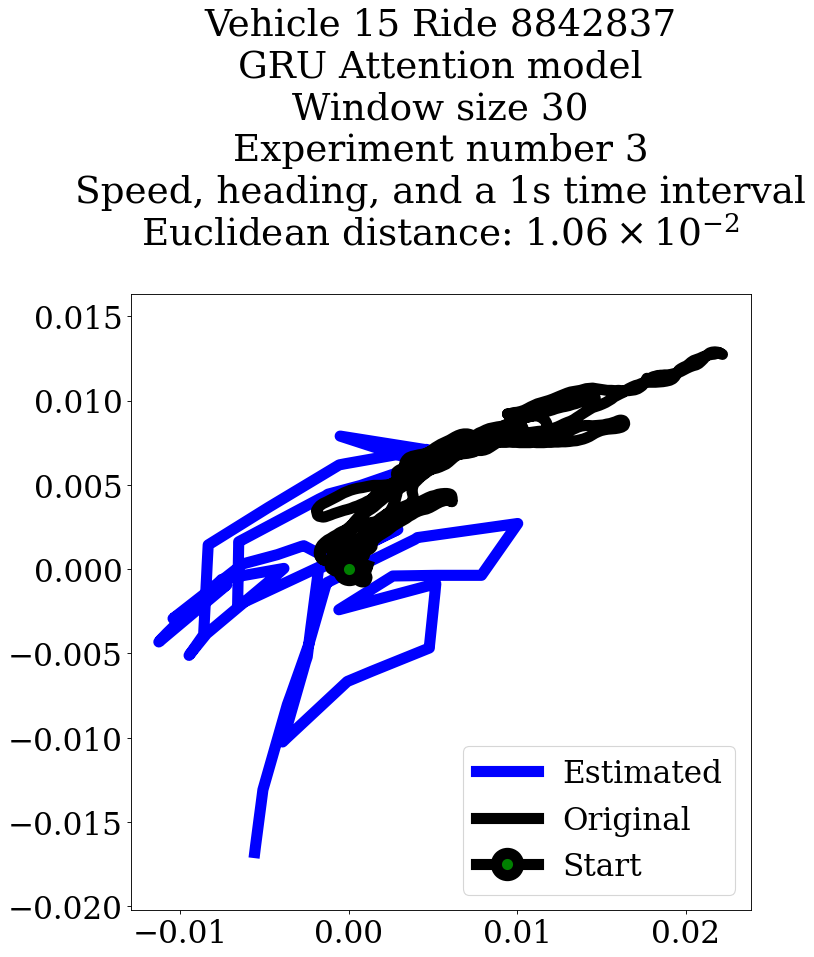 Vehicle 15 Ride 8842837
GRU Attention model
Window size 30
Experiment number 3
Speed, heading, and a 1s time interval
Euclidean distance: 1.06 × 10⁻²
0.015
0.010
0.005
0.000
−0.005
−0.010
−0.015
−0.020
−0.01
0.00
0.01
0.02
Estimated
Original
Start